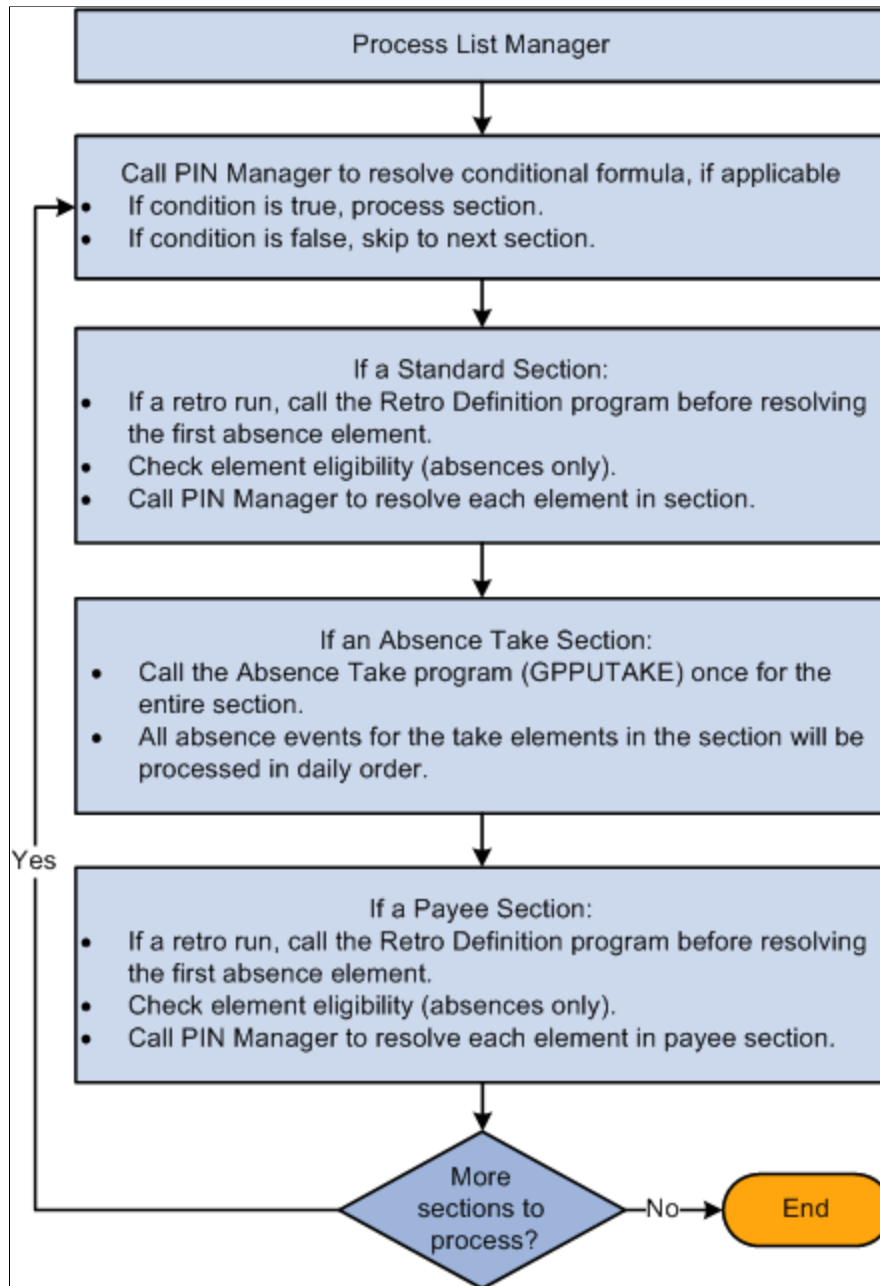 Process List Manager
Call PIN Manager to resolve conditional formula, if applicable
• If condition is true, process section.
• If condition is false, skip to next section.
If a Standard Section:
• If a retro run, call the Retro Definition program before resolving
the first absence element.
• Check element eligibility (absences only).
• Call PIN Manager to resolve each element in section.
If an Absence Take Section:
• Call the Absence Take program (GPPUTAKE) once for the
entire section.
• All absence events for the take elements in the section will be
processed in daily order.
Yes
If a Payee Section:
• If a retro run, call the Retro Definition program before resolving
the first absence element.
• Check element eligibility (absences only).
• Call PIN Manager to resolve each element in payee section.
More
sections to
process?
No
End